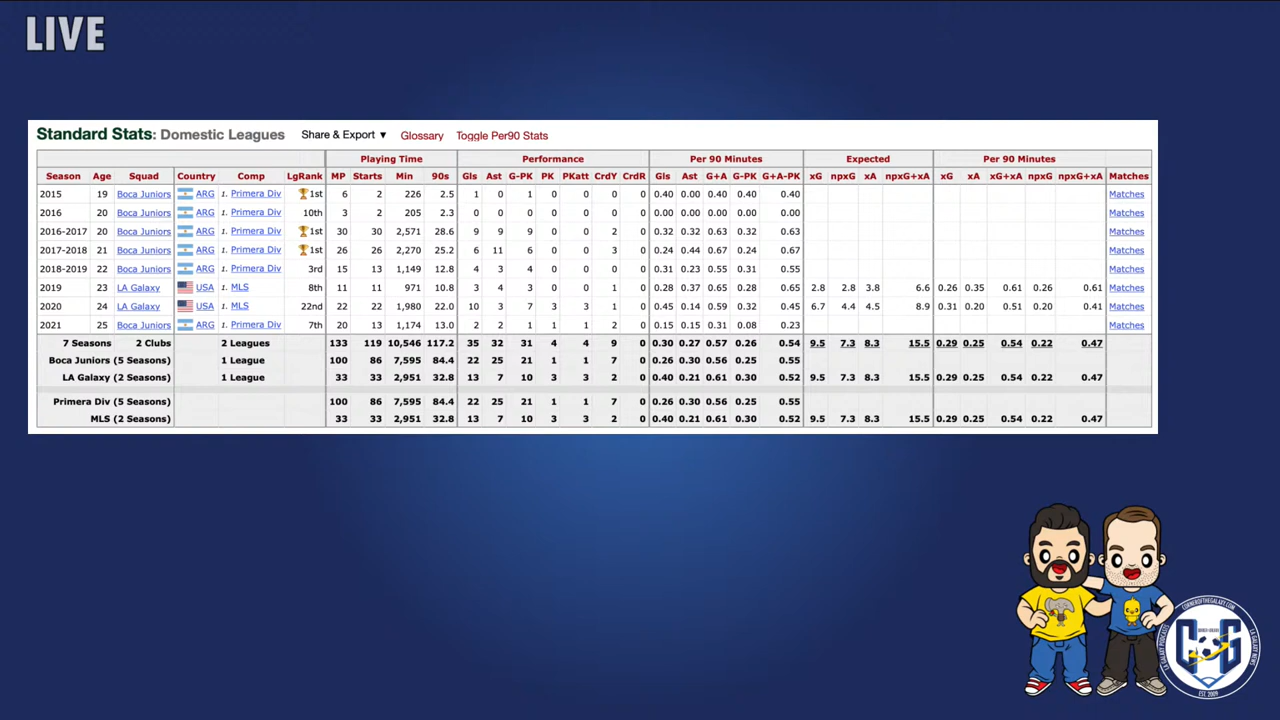 LIVE
Standard Stats: Domestic Leagues Share & Export ▼ Glossary Toggle Per90 Stats
Playing Time Performance Per 90 Minutes Expected Per 90 Minutes
Season Age Squad Country Comp LgRank MP Starts Min 90s Gls Ast G-PK PK PKatt CrdY CrdR Gls Ast G+A G-PK G+A-PK xG npxG xA npxG+xA xG xA xG+xA npxG npxG+xA Matches
2015 19 Boca Juniors ARG 1. Primera Div 1st 6 2 226 2.5 1 0 1 0 0 0 0 0.40 0.00 0.40 0.40 0.40 Matches
2016 20 Boca Juniors ARG 1. Primera Div 10th 3 2 205 2.3 0 0 0 0 0 0 0 0.00 0.00 0.00 0.00 0.00 Matches
2016-2017 20 Boca Juniors ARG 1. Primera Div 1st 30 30 2,571 28.6 9 9 9 0 0 2 0 0.32 0.32 0.63 0.32 0.63 Matches
2017-2018 21 Boca Juniors ARG 1. Primera Div 1st 26 26 2,270 25.2 6 11 6 0 0 3 0 0.24 0.44 0.67 0.24 0.67 Matches
2018-2019 22 Boca Juniors ARG 1. Primera Div 3rd 15 13 1,149 12.8 4 3 4 0 0 0 0 0.31 0.23 0.55 0.31 0.55 Matches
2019 23 LA Galaxy USA 1. MLS 8th 11 11 971 10.8 3 4 3 0 0 1 0 0.28 0.37 0.65 0.28 0.65 2.8 2.8 3.8 6.6 0.26 0.35 0.61 0.26 0.61 Matches
2020 24 LA Galaxy USA 1. MLS 22nd 22 22 1,980 22.0 10 3 7 3 3 1 0 0.45 0.14 0.59 0.32 0.45 6.7 4.4 4.5 8.9 0.31 0.20 0.51 0.20 0.41 Matches
2021 25 Boca Juniors ARG 1. Primera Div 7th 20 13 1,174 13.0 2 2 1 1 1 2 0 0.15 0.15 0.31 0.08 0.23 Matches
7 Seasons 2 Clubs 2 Leagues 133 119 10,546 117.2 35 32 31 4 4 9 0 0.30 0.27 0.57 0.26 0.54 9.5 7.3 8.3 15.5 0.29 0.25 0.54 0.22 0.47
Boca Juniors (5 Seasons) 1 League 100 86 7,595 84.4 22 25 21 1 1 7 0 0.26 0.30 0.56 0.25 0.55
LA Galaxy (2 Seasons) 1 League 33 33 2,951 32.8 13 7 10 3 3 2 0 0.40 0.21 0.61 0.30 0.52 9.5 7.3 8.3 15.5 0.29 0.25 0.54 0.22 0.47
Primera Div (5 Seasons) 100 86 7,595 84.4 22 25 21 1 1 7 0 0.26 0.30 0.56 0.25 0.55
MLS (2 Seasons) 33 33 2,951 32.8 13 7 10 3 3 2 0 0.40 0.21 0.61 0.30 0.52 9.5 7.3 8.3 15.5 0.29 0.25 0.54 0.22 0.47
CORNEROFTHEGALAXY.COM
LA GALAXY PODCASTS
LA GALAXY NEWS
CG
EST. 2009